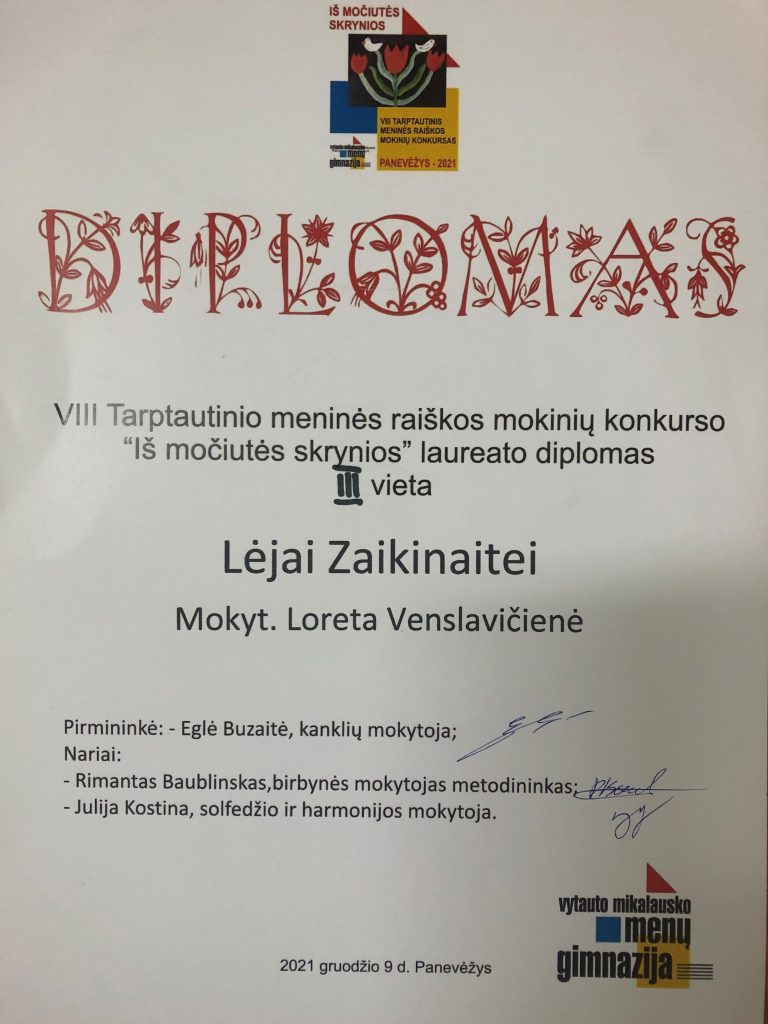 IŠ MOČIUTĖS
SKRYNIOS
VIII TARPTAUTINIS
MENINĖS RAIŠKOS
MOKINIŲ KONKURSAS
vytauto mikalausko
menų
gimnazija
PANEVĖŽYS - 2021
DIPLOMAS
VIII Tarptautinio meninės raiškos mokinių konkurso
“Iš močiutės skrynios” laureato diplomas
III vieta
Lėjai Zaikinaitei
Mokyt. Loreta Venslavičienė
Pirmininkė: - Eglė Buzaitė, kanklių mokytoja;
Nariai:
- Rimantas Baublinskas,birbynės mokytojas metodininkas;
- Julija Kostina, solfedžio ir harmonijos mokytoja.
vytauto mikalausko
menų
gimnazija
2021 gruodžio 9 d. Panevėžys